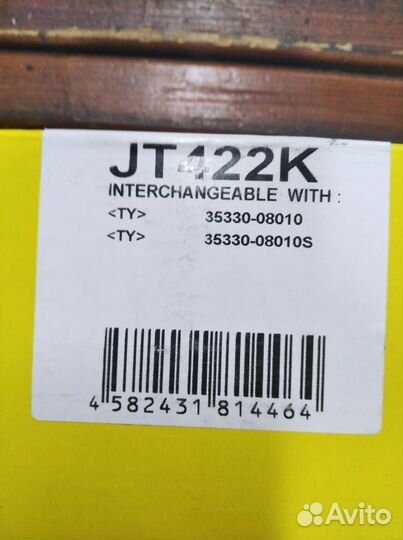 JT422K
INTERCHANGEABLE WITH :
<TY> 35330-08010
<TY> 35330-08010S
4 582431 814464
Avito